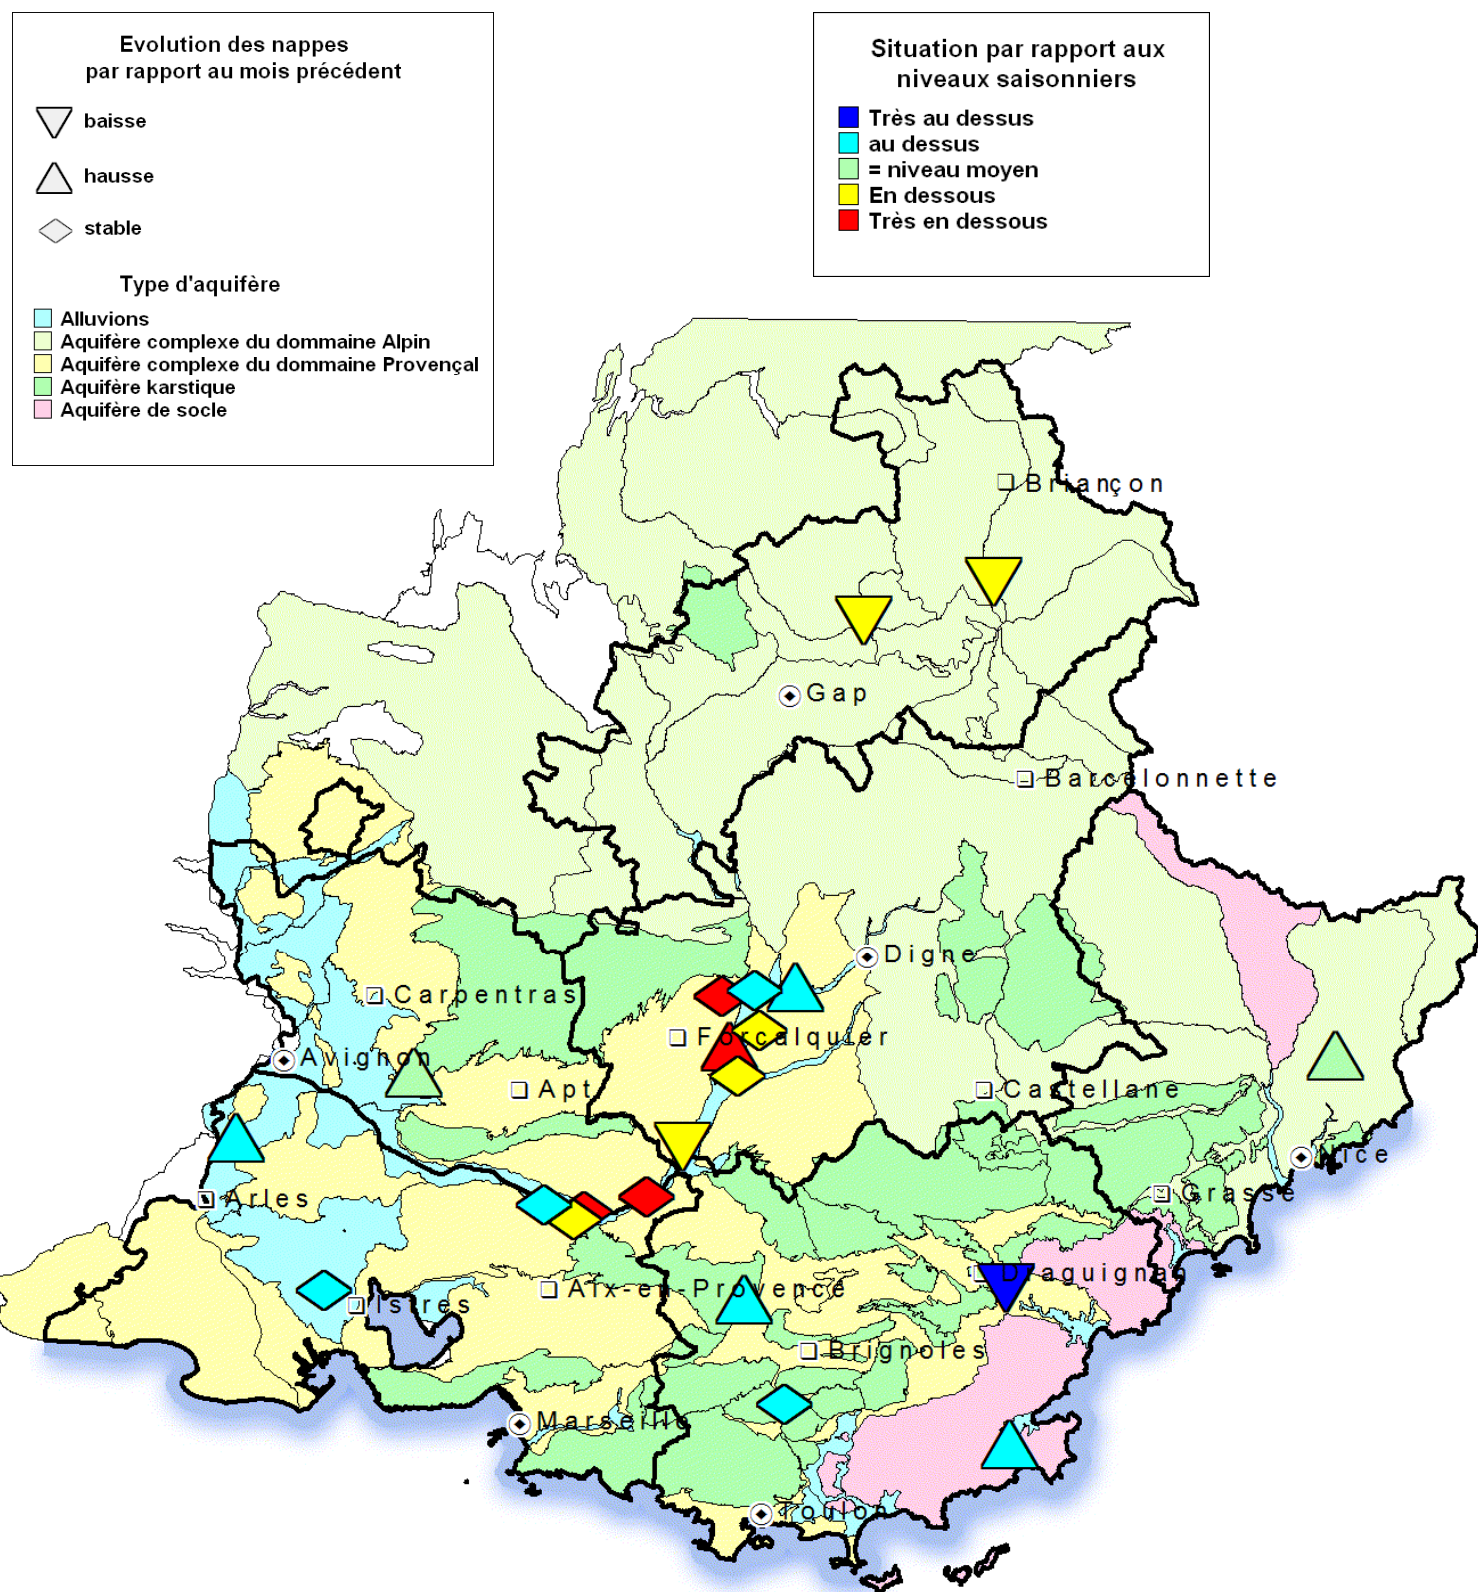 Evolution des nappes
par rapport au mois précédent
baisse
hausse
stable
Type d'aquifère
Alluvions
Aquifère complexe du dommaine Alpin
Aquifère complexe du dommaine Provençal
Aquifère karstique
Aquifère de socle
Situation par rapport aux
niveaux saisonniers
Très au dessus
au dessus
= niveau moyen
En dessous
Très en dessous
Briançon
Gap
Barcelonnette
Digne
Carpentras
Forcalquier
Avignon
Apt
Castellane
Nice
Arles
Grasse
Draguignan
Aix-en-Provence
Istres
Brignoles
Marseille
Toulon